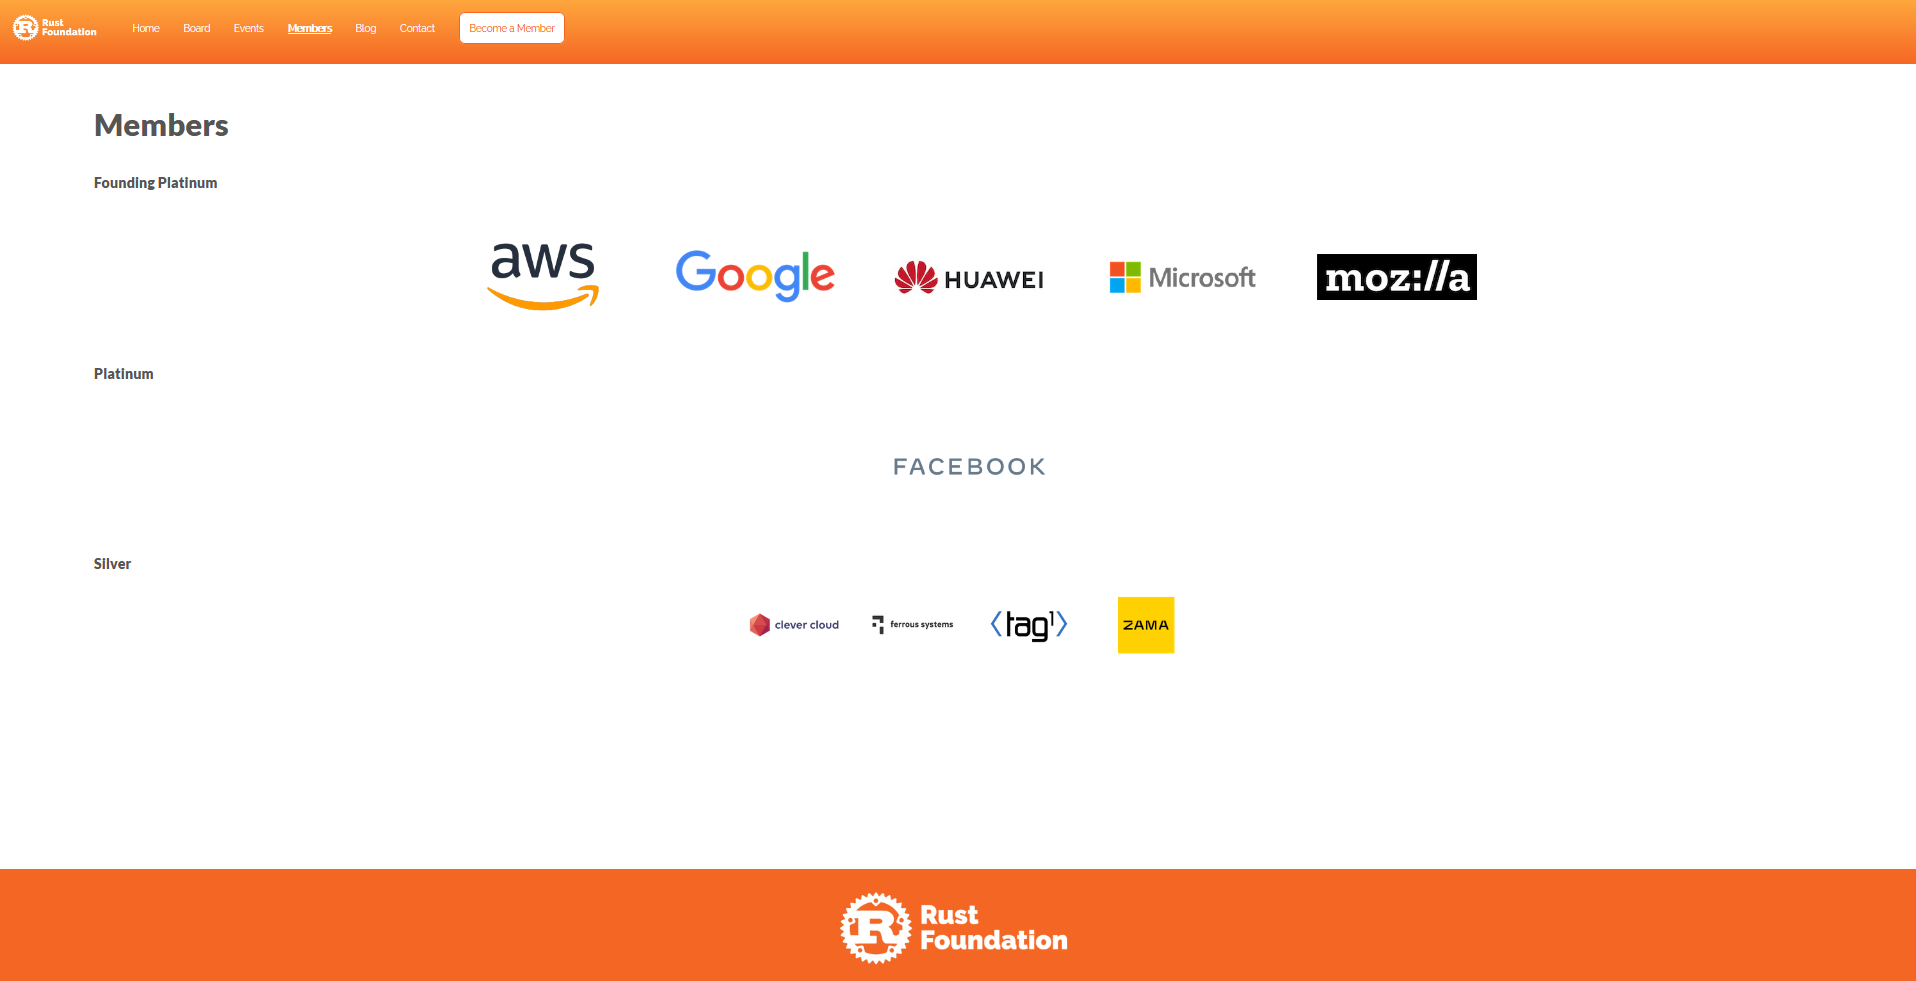 Rust
Foundation
Home Board Events Members Blog Contact Become a Member
Members
Founding Platinum
aws Google HUAWEI Microsoft moz://a
Platinum
FACEBOOK
Silver
clever cloud ferrous systems <tag1> ZAMA
Rust
Foundation